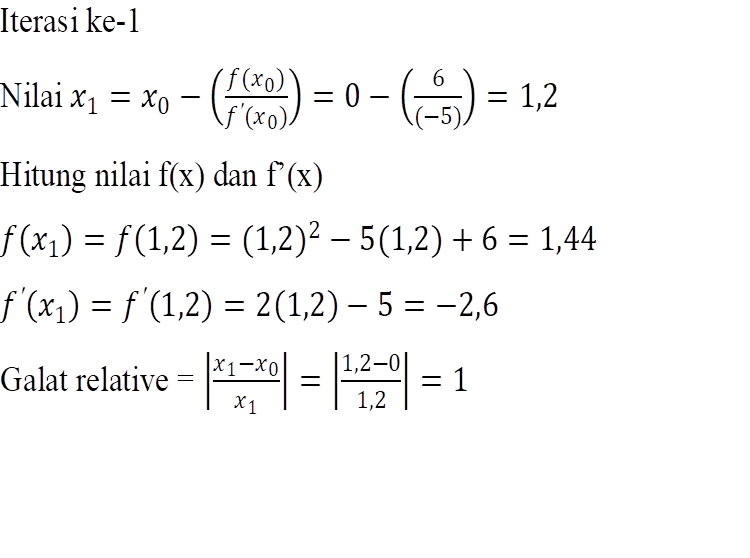 Iterasi ke-1
Nilai x₁ = x₀ − (f(x₀)/f'(x₀)) = 0 − (6/(−5)) = 1,2
Hitung nilai f(x) dan f’(x)
f(x₁) = f(1,2) = (1,2)² − 5(1,2) + 6 = 1,44
f'(x₁) = f'(1,2) = 2(1,2) − 5 = −2,6
Galat relative = |x₁−x₀/x₁| = |1,2−0/1,2| = 1